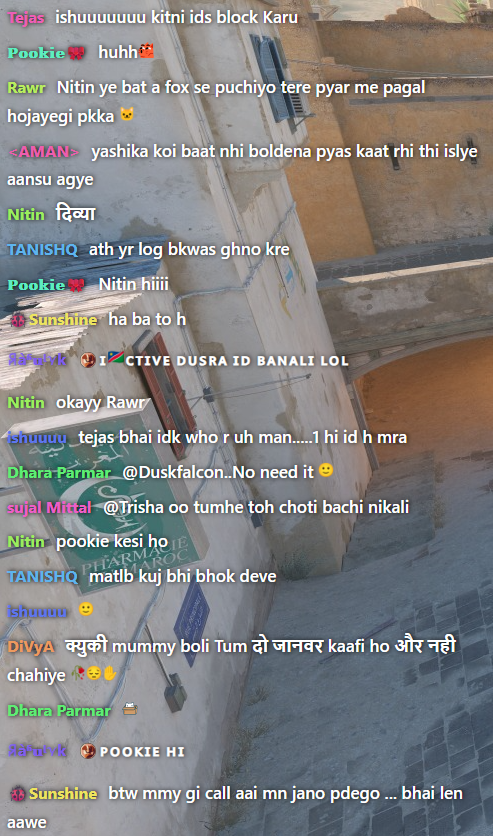 Tejas ishuuuuuuu kitni ids block Karu
Pookie huhh
Rawr Nitin ye bat a fox se puchiyo tere pyar me pagal
hojayegi pkka
<AMAN> yashika koi baat nhi boldena pyas kaat rhi thi islye
aansu agye
Nitin दिव्या
TANISHQ ath yr log bkwas ghno kre
Pookie Nitin hiiii
Sunshine ha ba to h
CTIVE DUSRA ID BANALI LOL
Nitin okayy Rawr
ishuuuu tejas bhai idk who r uh man.....1 hi id h mra
Dhara Parmar @Duskfalcon..No need it
sujal Mittal @Trisha oo tumhe toh choti bachi nikali
Nitin pookie kesi ho
PHARMACIE
MAROC
TANISHQ matlb kuj bhi bhok deve
ishuuuu
DiVyA क्युकी mummy boli Tum दो जानवर kaafi ho और नही
chahiye
Dhara Parmar
POOKIE HI
Sunshine btw mmy gi call aai mn jano pdego ... bhai len
aawe